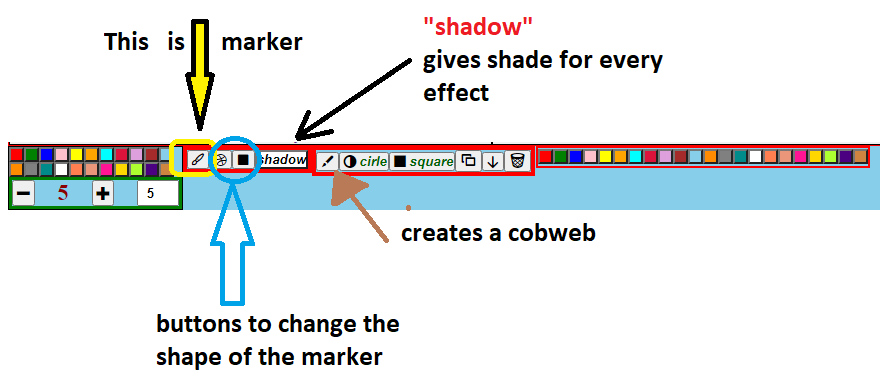 "shadow"
This is marker
gives shade for every
effect
shadow
cirle
square
5
5
creates a cobweb
buttons to change the
shape of the marker